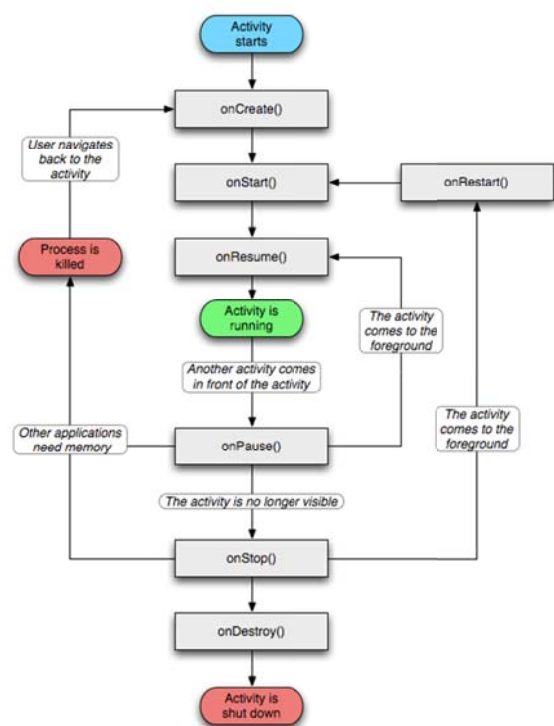 Activity
starts
onCreate()
User navigates
back to the
activity
onStart()
onRestart()
Process is
killed
onResume()
Activity is
running
The activity
comes to the
foreground
Another activity comes
in front of the activity
The activity
comes to the
foreground
Other applications
need memory
onPause()
The activity is no longer visible
onStop()
onDestroy()
Activity is
shut down